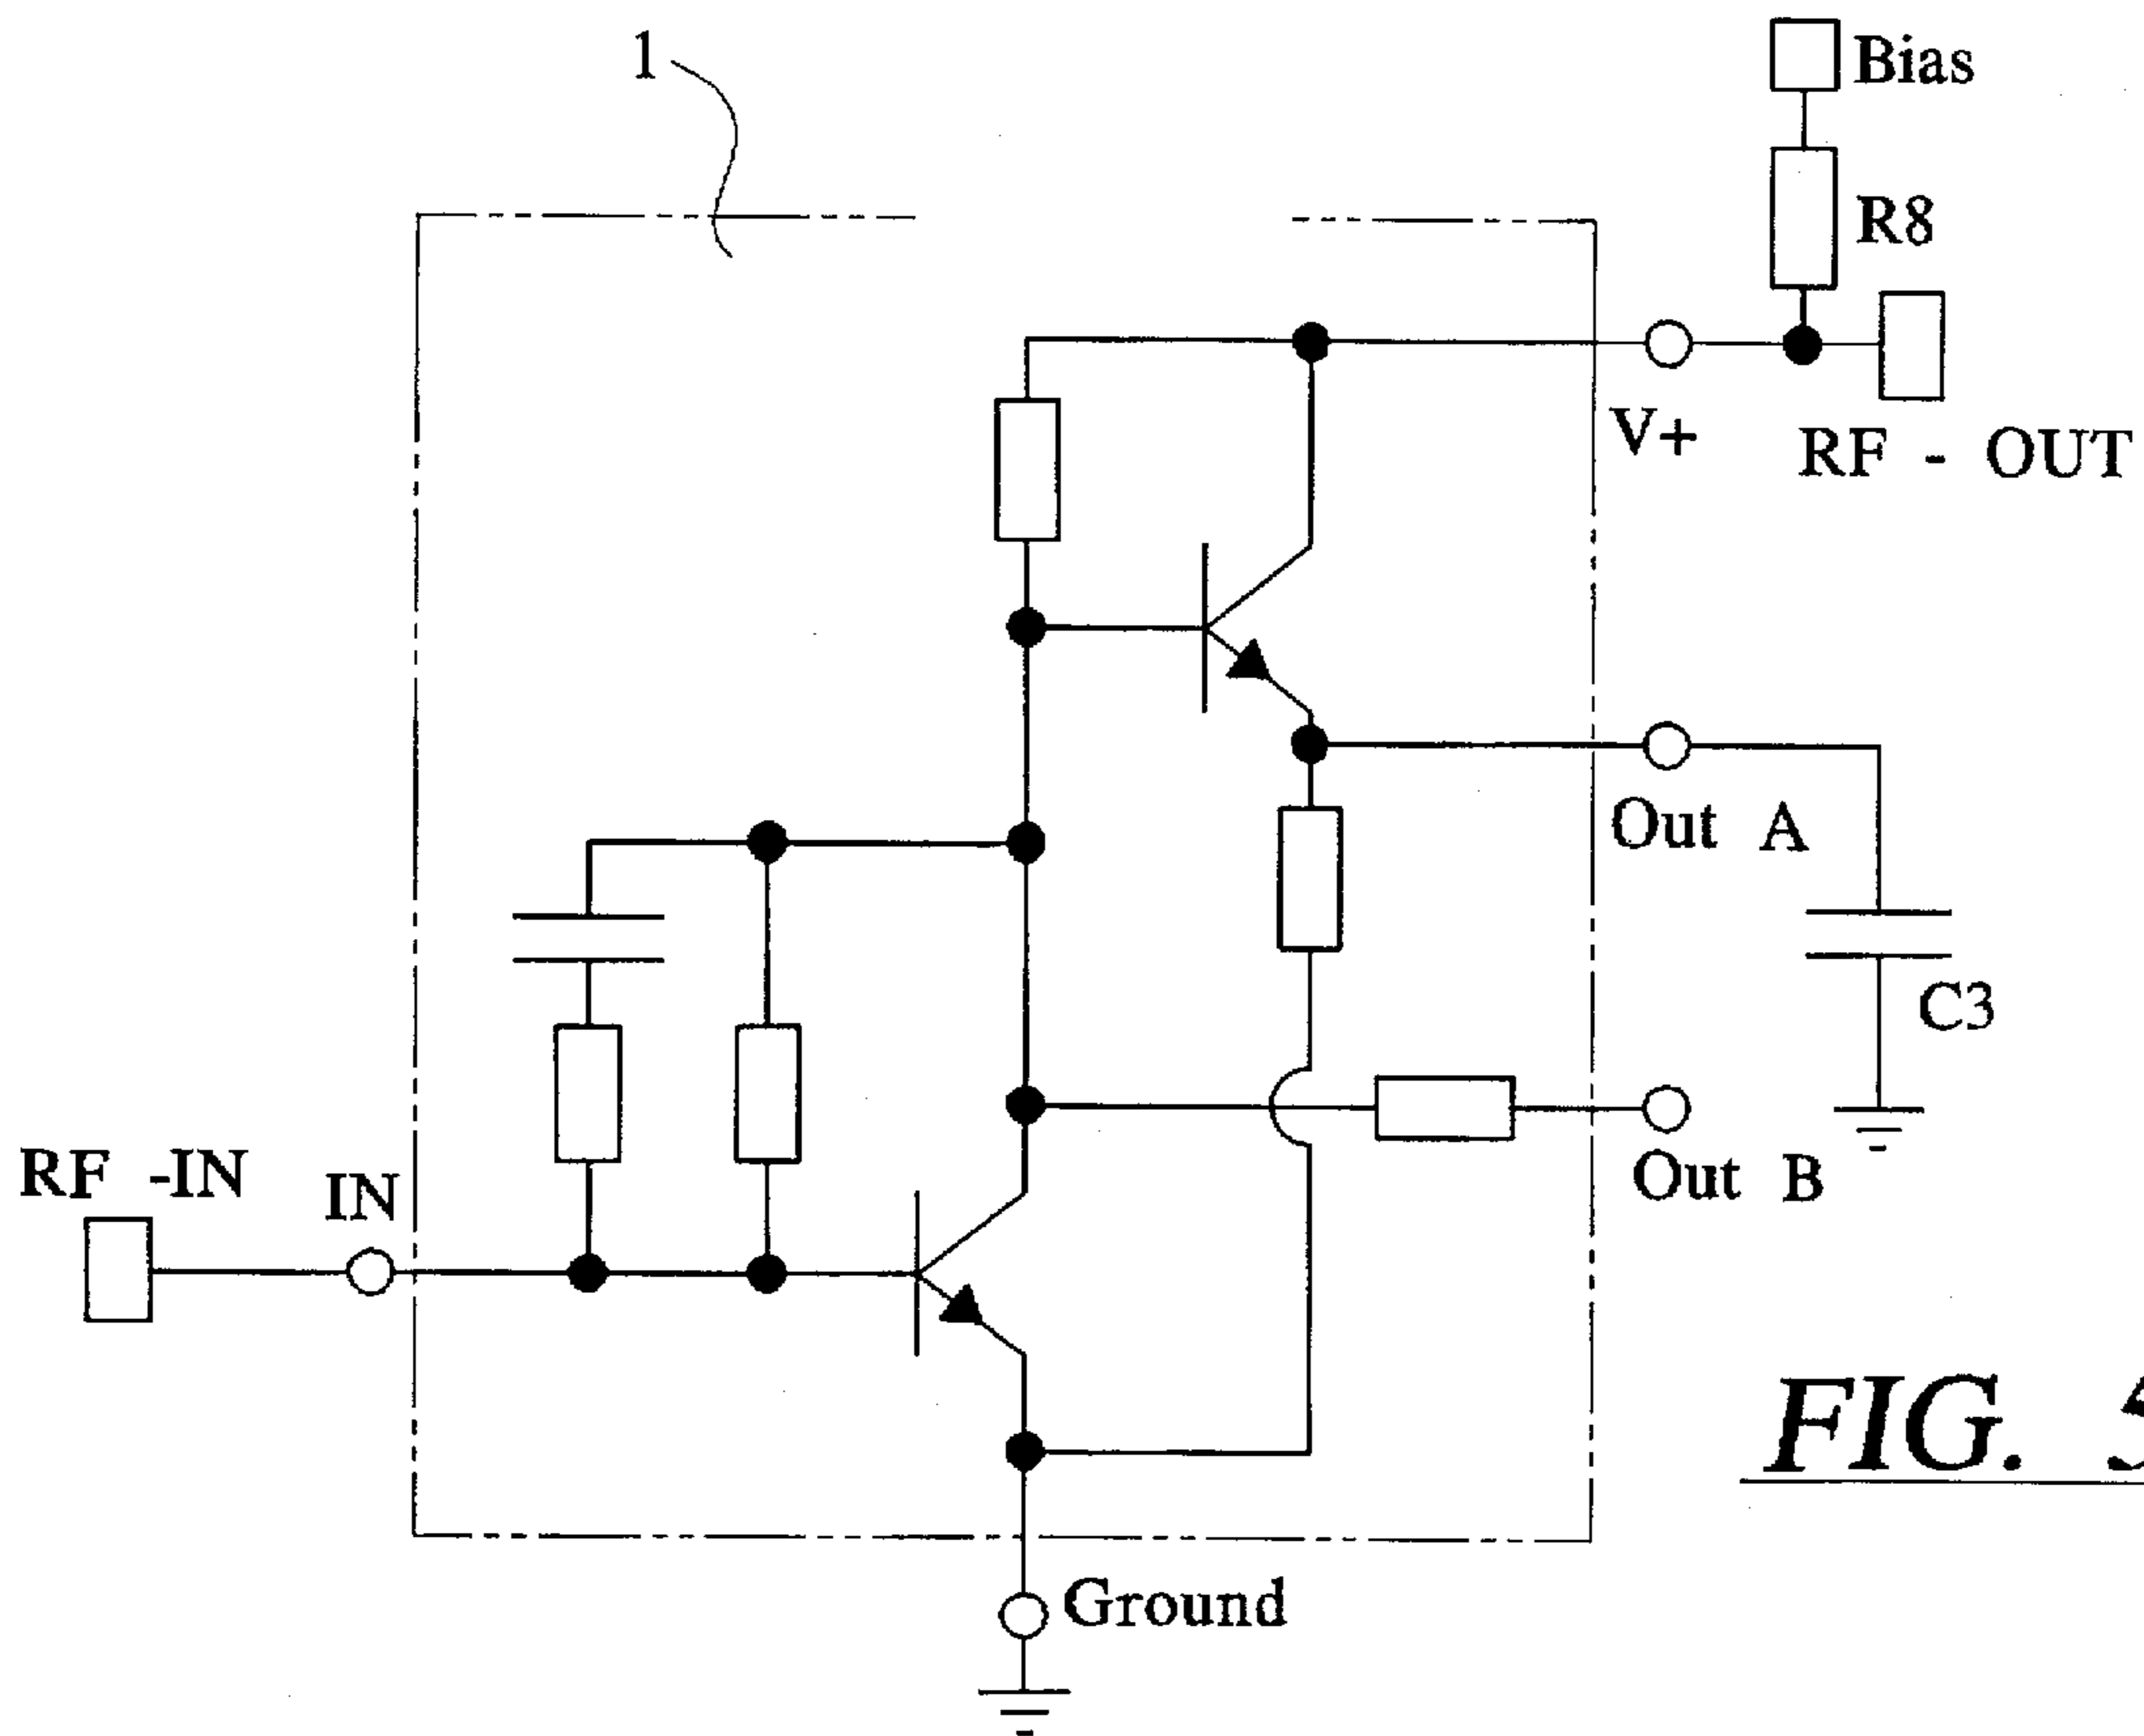 1
Bias
R8
V+
RF - OUT
Out A
C3
RF -IN
IN
Out B
FIG. 5
Ground